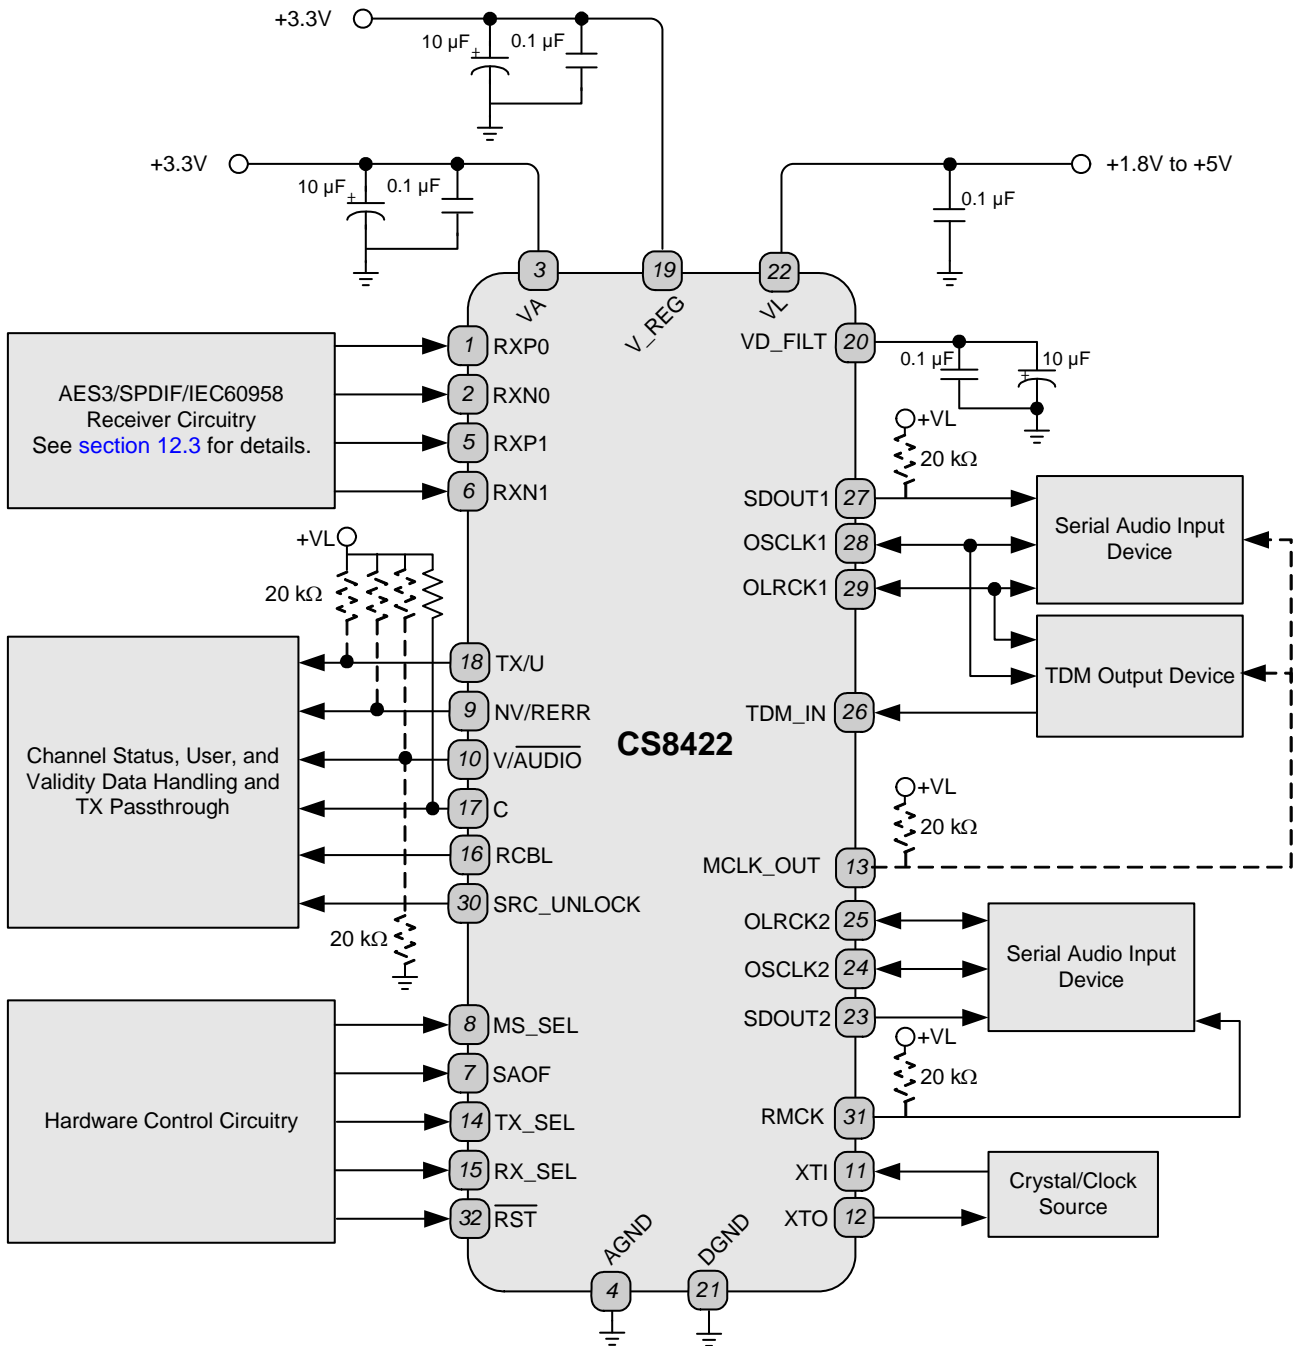 +3.3V
10 µF
+
0.1 µF
+3.3V
10 µF
+
0.1 µF
+1.8V to +5V
0.1 µF
3
19
22
VA
V_REG
VL
AES3/SPDIF/IEC60958
Receiver Circuitry
See section 12.3 for details.
1 RXP0
2 RXN0
5 RXP1
6 RXN1
VD_FILT 20
0.1 µF
10 µF
+
+VL
20 kΩ
SDOUT1 27
OSCLK1 28
OLRCK1 29
Serial Audio Input
Device
+VL
20 kΩ
Channel Status, User, and
Validity Data Handling and
TX Passthrough
18 TX/U
9 NV/RERR
10 V/AUDIO
17 C
16 RCBL
30 SRC_UNLOCK
20 kΩ
CS8422
TDM Output Device
TDM_IN 26
+VL
20 kΩ
MCLK_OUT 13
OLRCK2 25
OSCLK2 24
SDOUT2 23
Serial Audio Input
Device
+VL
20 kΩ
RMCK 31
XTI 11
XTO 12
Crystal/Clock
Source
Hardware Control Circuitry
8 MS_SEL
7 SAOF
14 TX_SEL
15 RX_SEL
32 RST
AGND
DGND
4
21